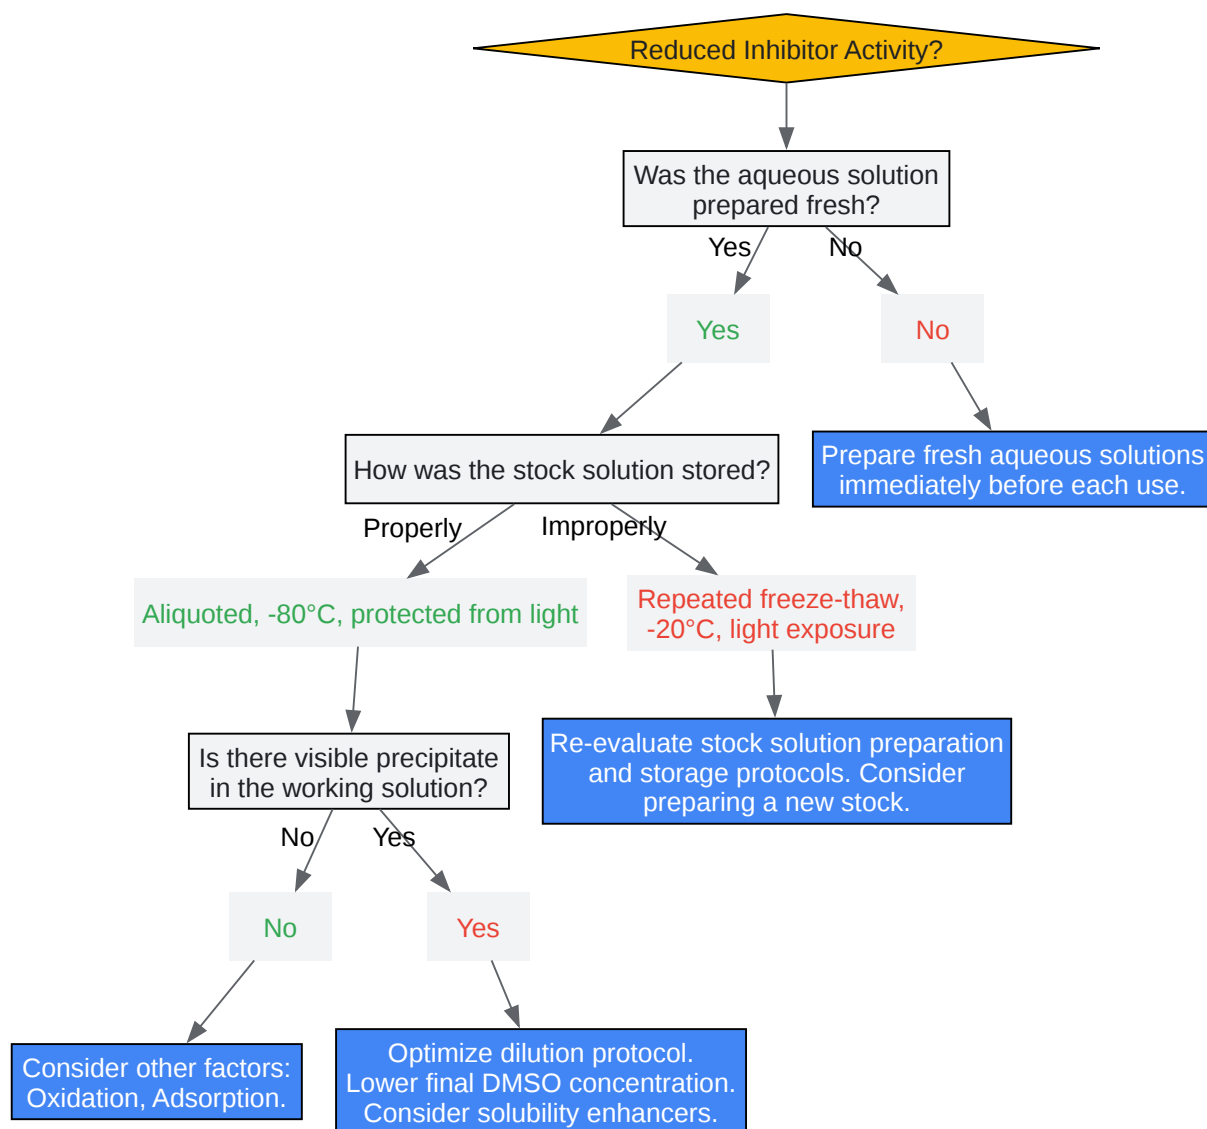 Reduced Inhibitor Activity?
Was the aqueous solution
prepared fresh?
Yes
No
Yes
No
How was the stock solution stored?
Prepare fresh aqueous solutions
immediately before each use.
Properly
Improperly
Aliquoted, -80°C, protected from light
Repeated freeze-thaw,
-20°C, light exposure
Is there visible precipitate
in the working solution?
Re-evaluate stock solution preparation
and storage protocols. Consider
preparing a new stock.
No
Yes
No
Yes
Consider other factors:
Oxidation, Adsorption.
Optimize dilution protocol.
Lower final DMSO concentration.
Consider solubility enhancers.